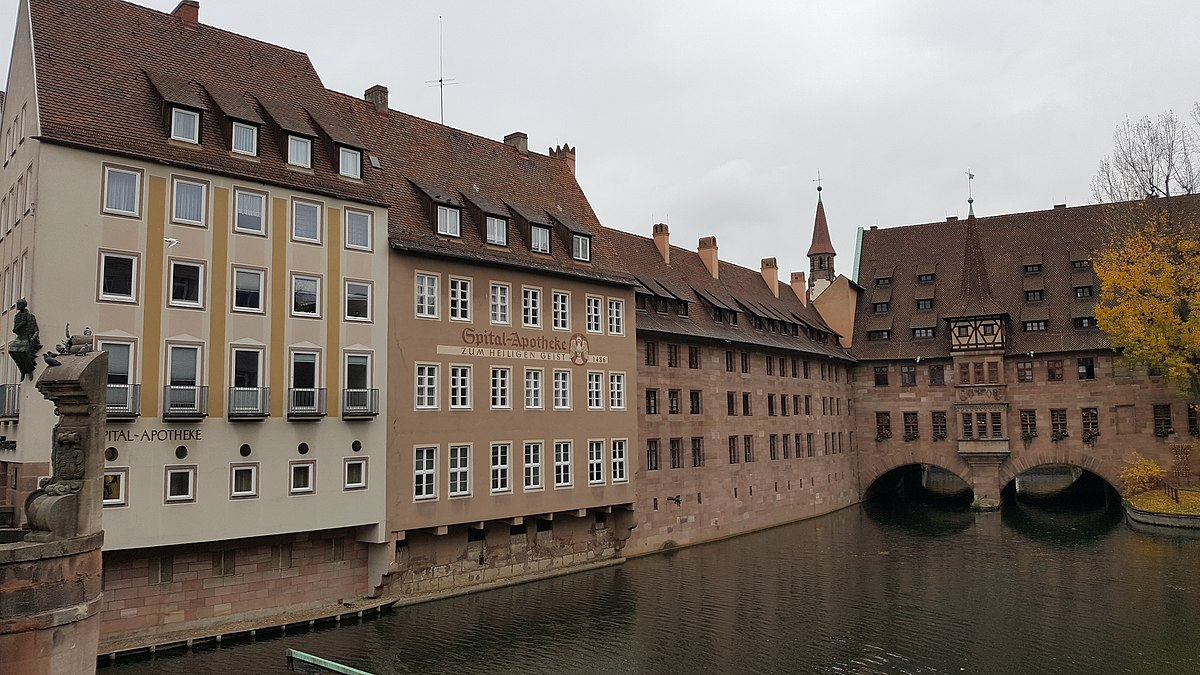 Spital-Apotheke
ZUM HEILIGEN GEIST 1486
PITAL-APOTHEKE